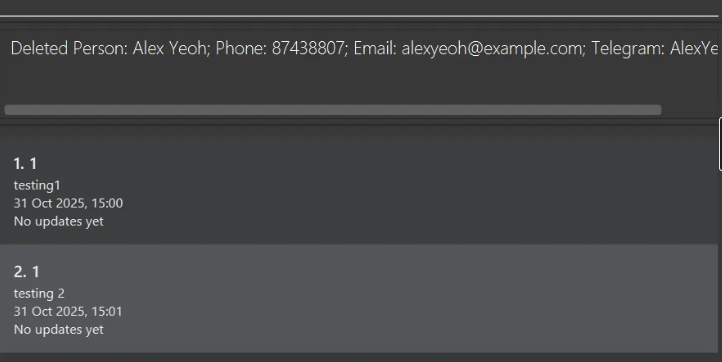 Deleted Person: Alex Yeoh; Phone: 87438807; Email: alexyeoh@example.com; Telegram: AlexYe
1. 1
testing1
31 Oct 2025, 15:00
No updates yet
2. 1
testing 2
31 Oct 2025, 15:01
No updates yet